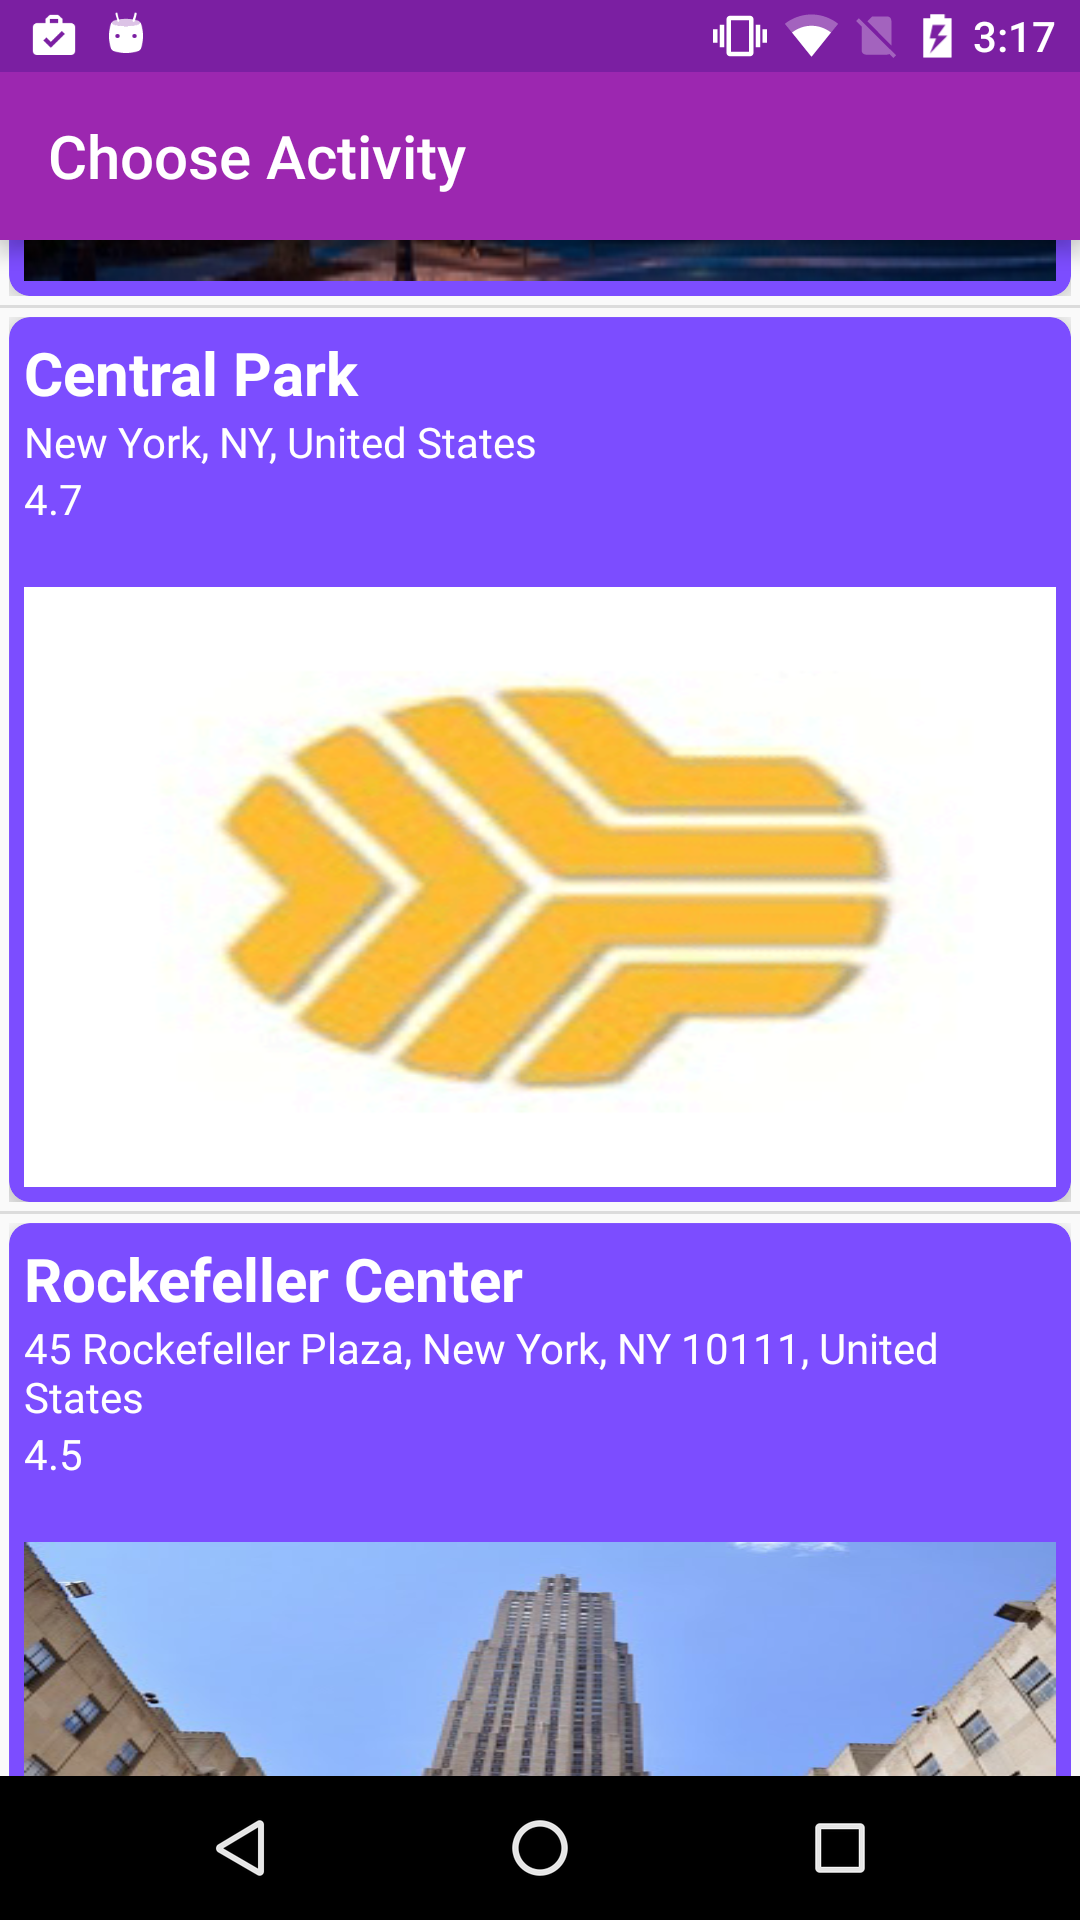 3:17
Choose Activity
Central Park
New York, NY, United States
4.7
Rockefeller Center
45 Rockefeller Plaza, New York, NY 10111, United
States
4.5